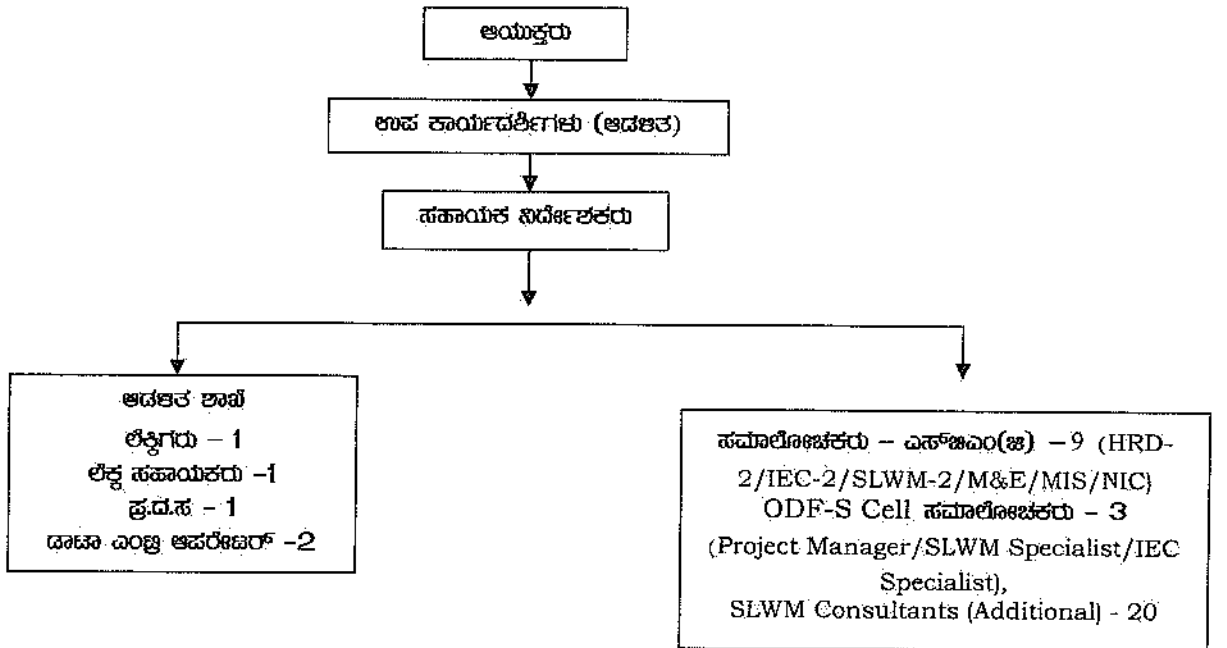 ಆಯುಕ್ತರು
ಉಪ ಕಾರ್ಯದರ್ಶಿಗಳು (ಆಡಳಿತ)
ಸಹಾಯಕ ನಿರ್ದೇಶಕರು
ಆಡಳಿತ ಶಾಖೆ
ಲೆಕ್ಕಿಗರು – 1
ಲೆಕ್ಕ ಸಹಾಯಕರು -1
ಪ್ರ.ದ.ಸ - 1
ಡಾಟಾ ಎಂಟ್ರಿ ಆಪರೇಟರ್ -2
ಸಮಾಲೋಚಕರು – ಎಸ್‌ಬಿಎಂ(ಜಿ) -9 (HRD-
2/IEC-2/SLWM-2/M&E/MIS/NIC)
ODF-S Cell ಸಮಾಲೋಚಕರು - 3
(Project Manager/SLWM Specialist/IEC
Specialist),
SLWM Consultants (Additional) - 20